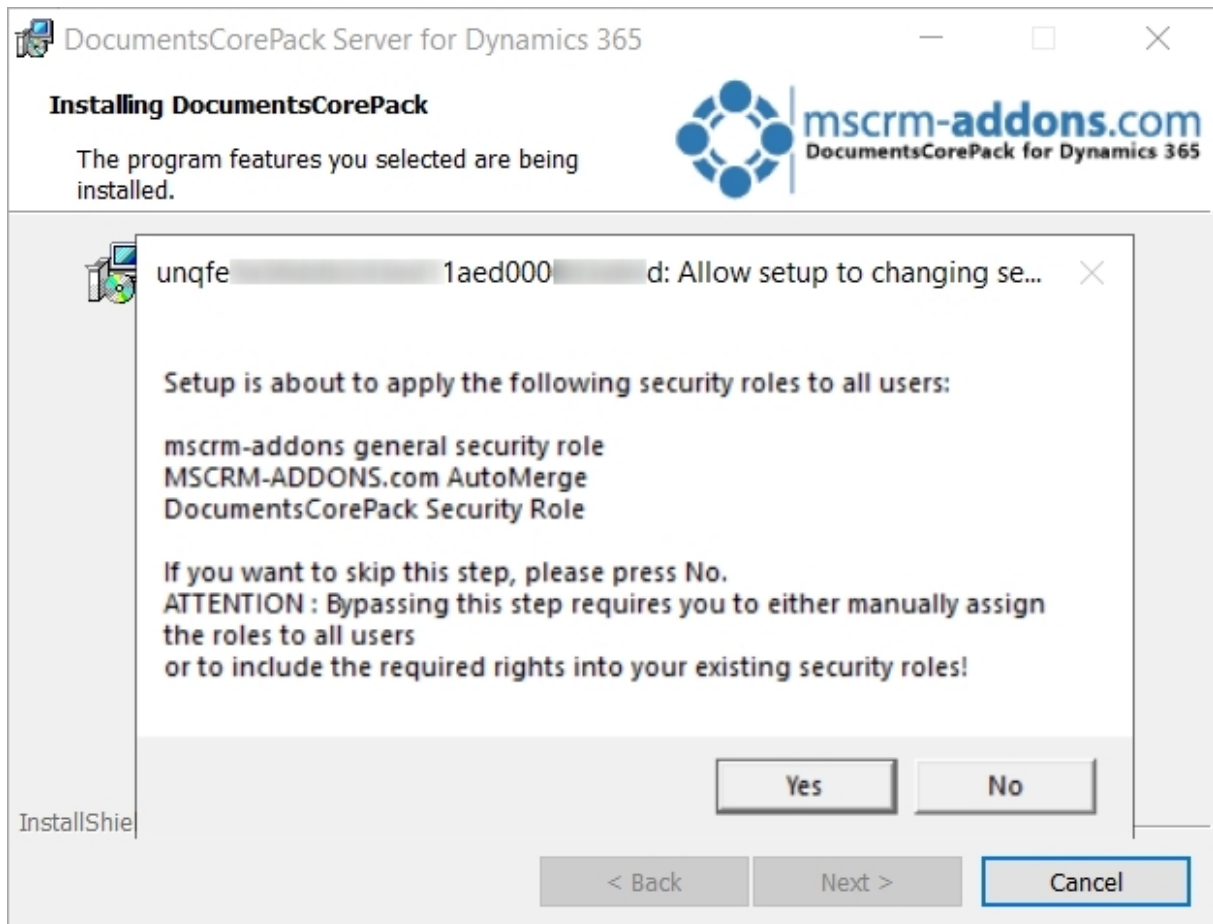 DocumentsCorePack Server for Dynamics 365
Installing DocumentsCorePack
The program features you selected are being
installed.
mscrm-addons.com
DocumentsCorePack for Dynamics 365
unqfe 1aed000 d: Allow setup to changing se...
Setup is about to apply the following security roles to all users:
mscrm-addons general security role
MSCRM-ADDONS.com AutoMerge
DocumentsCorePack Security Role
If you want to skip this step, please press No.
ATTENTION : Bypassing this step requires you to either manually assign
the roles to all users
or to include the required rights into your existing security roles!
Yes No
InstallShie
< Back Next > Cancel